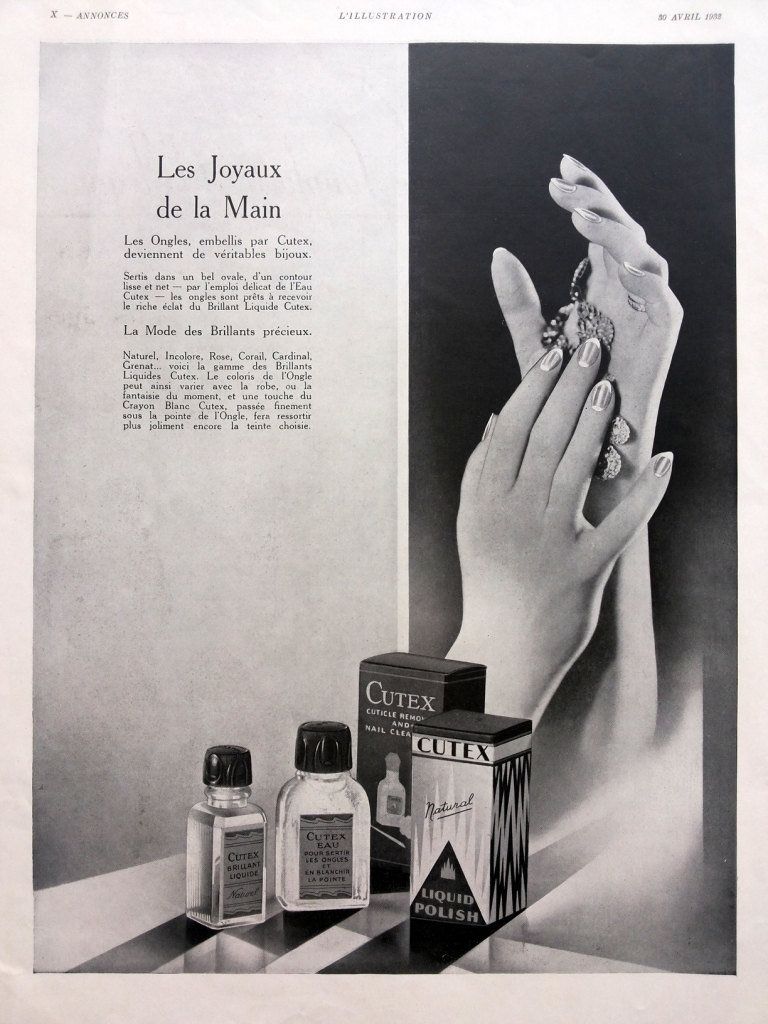 X — ANNONCES
L'ILLUSTRATION
30 AVRIL 1932
Les Joyaux
de la Main
Les Ongles, embellis par Cutex,
deviennent de véritables bijoux.
Sertis dans un bel ovale, d'un contour
lisse et net — par l'emploi délicat de l'Eau
Cutex — les ongles sont prêts à recevoir
le riche éclat du Brillant Liquide Cutex.
La Mode des Brillants précieux.
Naturel, Incolore, Rose, Corail, Cardinal,
Grenat... voici la gamme des Brillants
Liquides Cutex. Le coloris de l'Ongle
peut ainsi varier avec la robe, ou la
fantaisie du moment, et une touche du
Crayon Blanc Cutex, passée finement
sous la pointe de l'Ongle, fera ressortir
plus joliment encore la teinte choisie.
CUTEX
CUTICLE REMOV
AND
NAIL CLEA
CUTEX
Natural
LIQUID
POLISH
CUTEX
EAU
POUR SERTIR
LES ONGLES
ET
EN BLANCHIR
LA POINTE
CUTEX
BRILLANT
LIQUIDE
Naturel